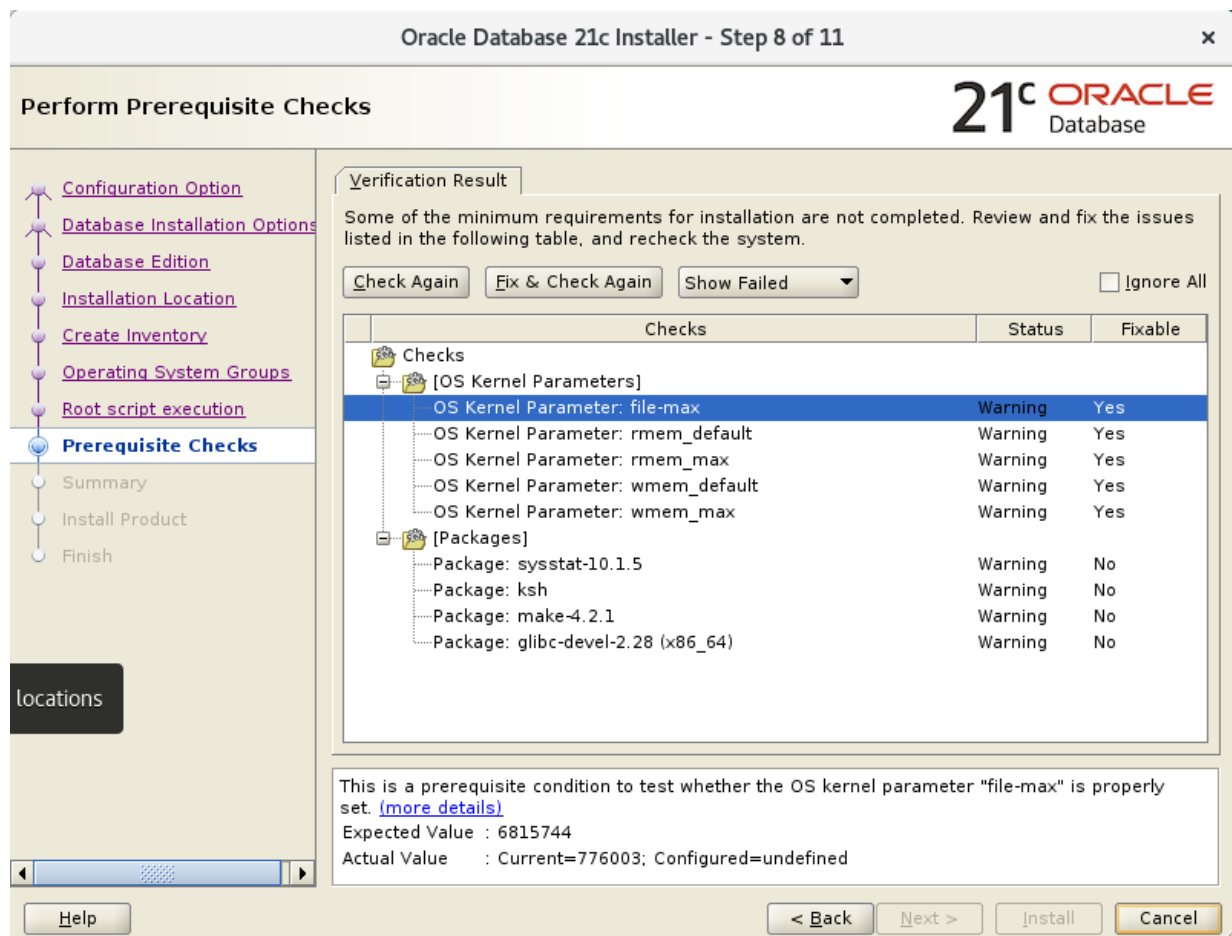 Oracle Database 21c Installer - Step 8 of 11
×
Perform Prerequisite Checks
21c ORACLE
Database
Configuration Option
Database Installation Options
Database Edition
Installation Location
Create Inventory
Operating System Groups
Root script execution
Prerequisite Checks
Summary
Install Product
Finish
locations
Verification Result
Some of the minimum requirements for installation are not completed. Review and fix the issues
listed in the following table, and recheck the system.
Check Again Fix & Check Again Show Failed Ignore All
Checks Status Fixable
Checks
[OS Kernel Parameters]
OS Kernel Parameter: file-max Warning Yes
OS Kernel Parameter: rmem_default Warning Yes
OS Kernel Parameter: rmem_max Warning Yes
OS Kernel Parameter: wmem_default Warning Yes
OS Kernel Parameter: wmem_max Warning Yes
[Packages]
Package: sysstat-10.1.5 Warning No
Package: ksh Warning No
Package: make-4.2.1 Warning No
Package: glibc-devel-2.28 (x86_64) Warning No
This is a prerequisite condition to test whether the OS kernel parameter "file-max" is properly
set. (more details)
Expected Value : 6815744
Actual Value : Current=776003; Configured=undefined
Help < Back Next > Install Cancel